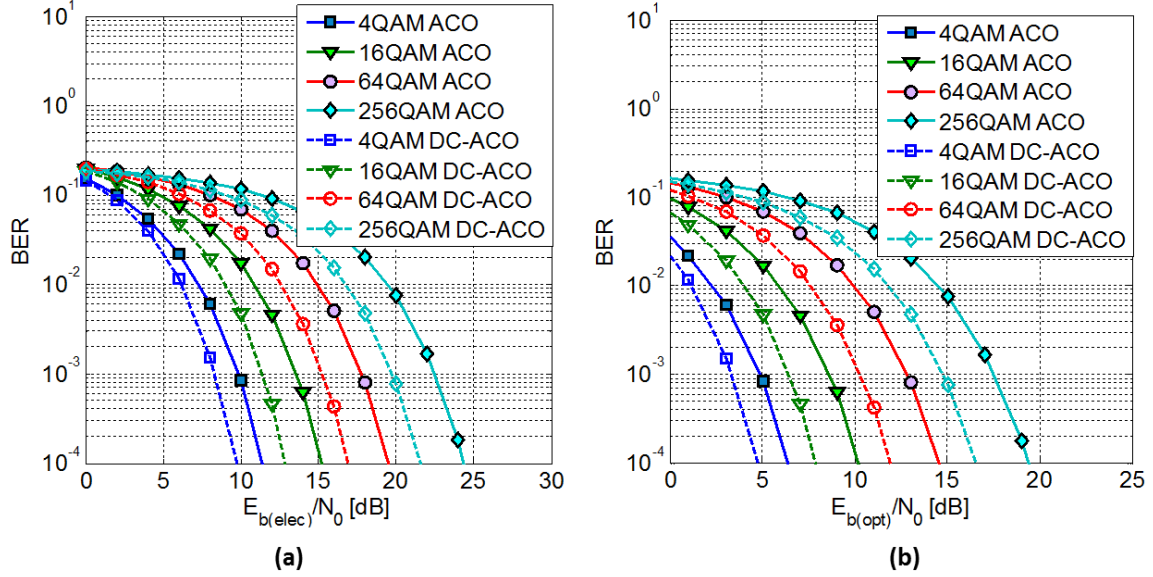 10^1
10^0
10^-1
10^-2
10^-3
10^-4
BER
0 5 10 15 20 25 30
E_b(elec)/N_0 [dB]
4QAM ACO
16QAM ACO
64QAM ACO
256QAM ACO
4QAM DC-ACO
16QAM DC-ACO
64QAM DC-ACO
256QAM DC-ACO
(a)
10^1
10^0
10^-1
10^-2
10^-3
10^-4
BER
0 5 10 15 20 25
E_b(opt)/N_0 [dB]
4QAM ACO
16QAM ACO
64QAM ACO
256QAM ACO
4QAM DC-ACO
16QAM DC-ACO
64QAM DC-ACO
256QAM DC-ACO
(b)